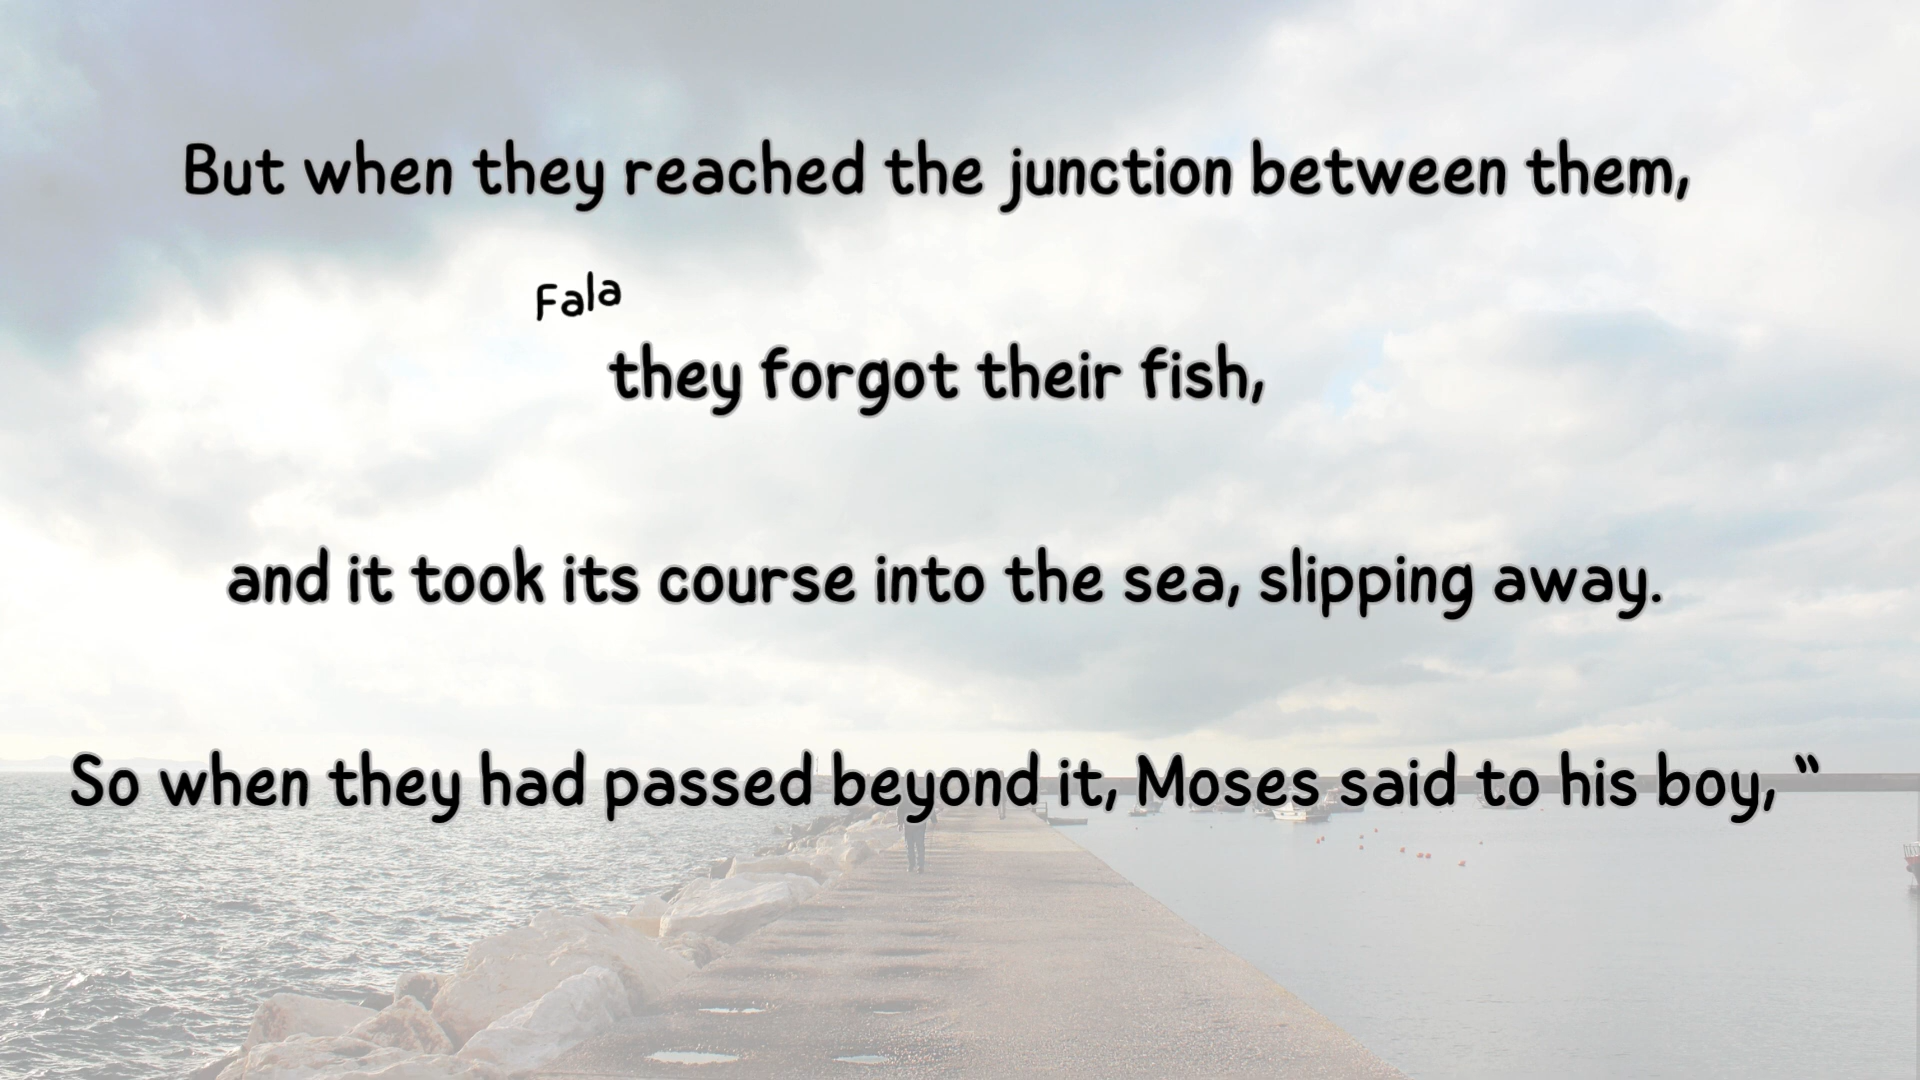 But when they reached the junction between them,
Fala
they forgot their fish,
and it took its course into the sea, slipping away.
So when they had passed beyond it, Moses said to his boy, “